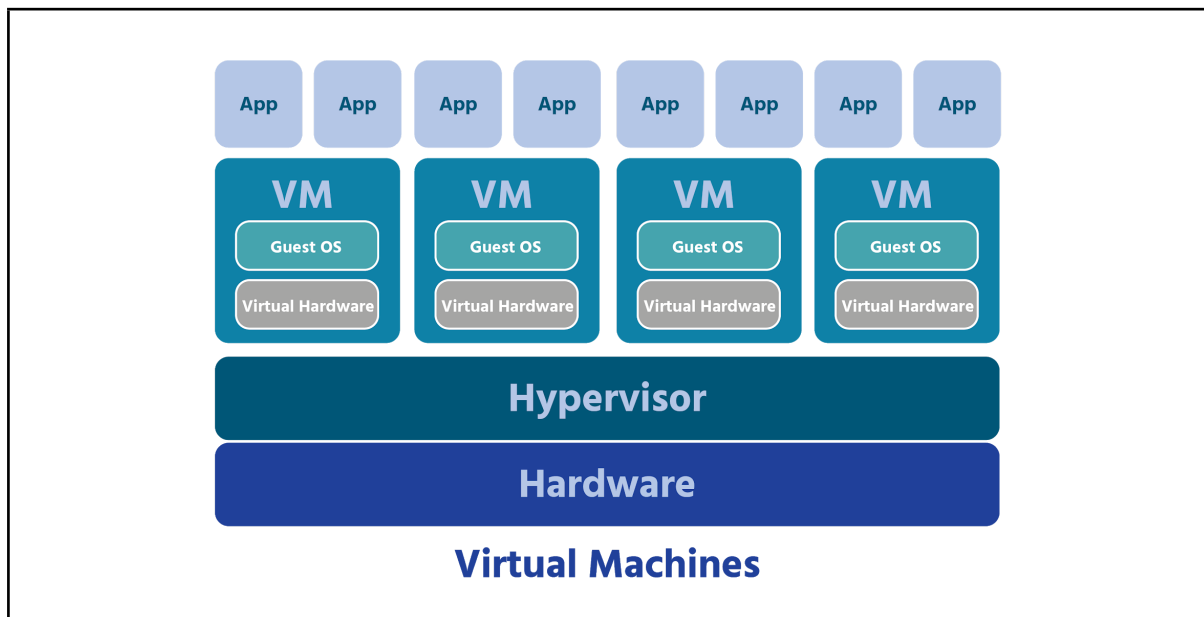 App App App App App App App App
VM VM VM VM
Guest OS Guest OS Guest OS Guest OS
Virtual Hardware Virtual Hardware Virtual Hardware Virtual Hardware
Hypervisor
Hardware
Virtual Machines